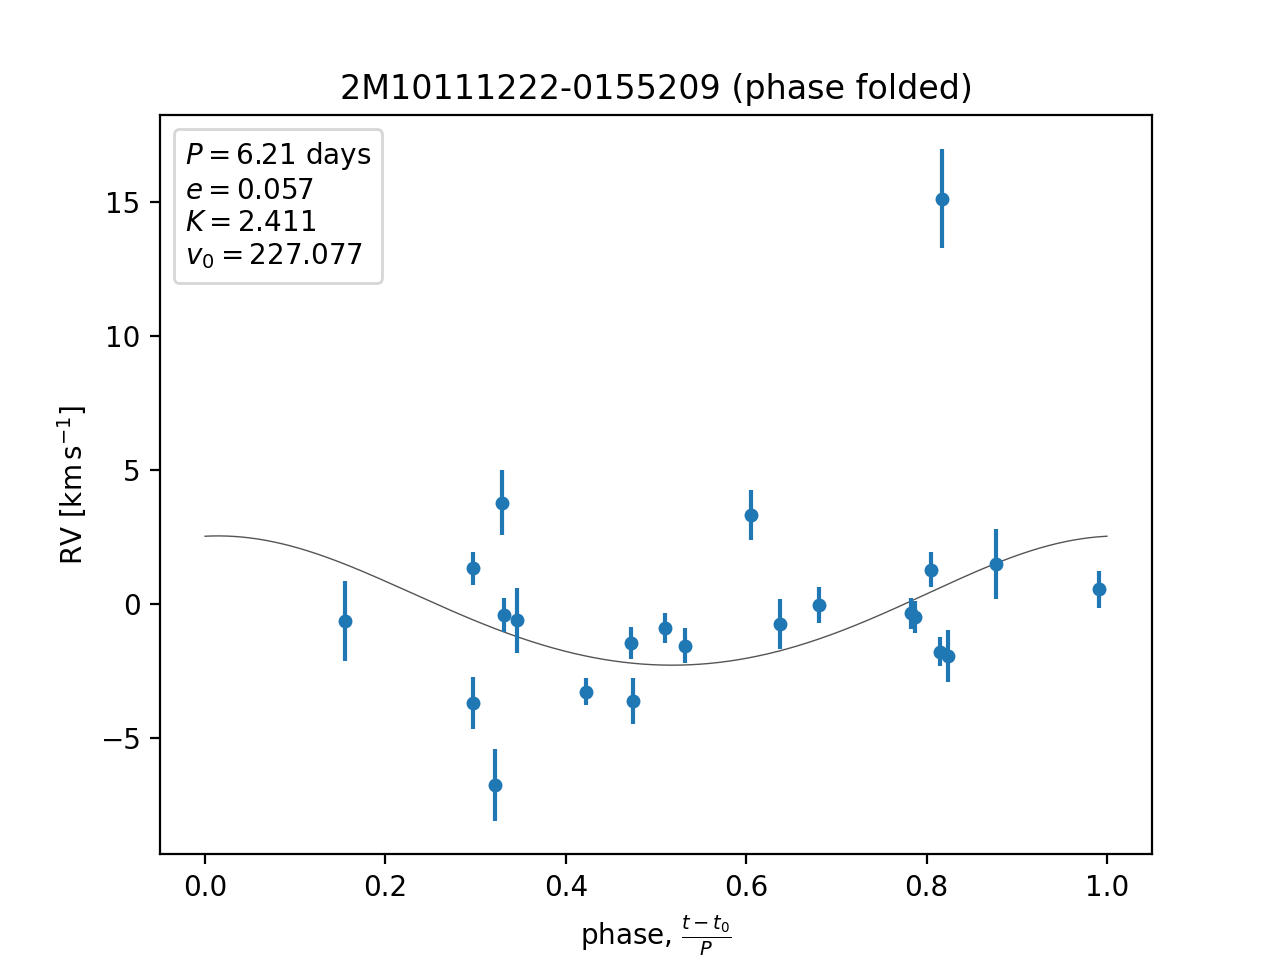 2M10111222-0155209 (phase folded)
P = 6.21 days
e = 0.057
K = 2.411
v₀ = 227.077
15
10
5
0
−5
RV [km s⁻¹]
0.0 0.2 0.4 0.6 0.8 1.0
phase, (t − t₀)/P